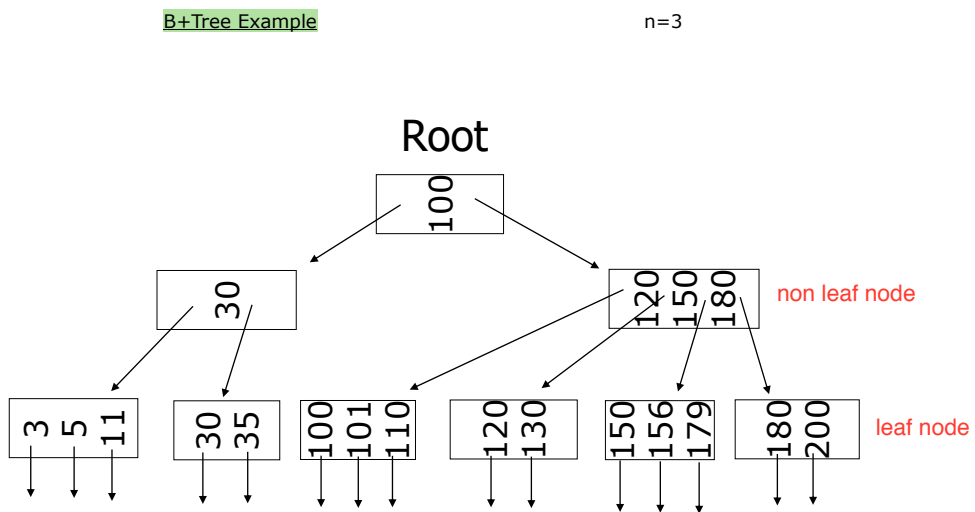 B+Tree Example n=3
Root
100
30
120 150 180
non leaf node
3 5 11
30 35
100 101 110
120 130
150 156 179
180 200
leaf node